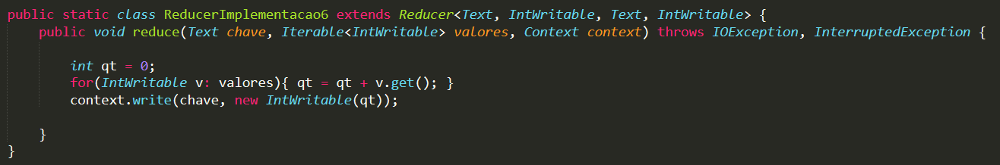 public static class ReducerImplementacao6 extends Reducer<Text, IntWritable, Text, IntWritable> {
    public void reduce(Text chave, Iterable<IntWritable> valores, Context context) throws IOException, InterruptedException {
        int qt = 0;
        for(IntWritable v: valores){ qt = qt + v.get(); }
        context.write(chave, new IntWritable(qt));
    }
}